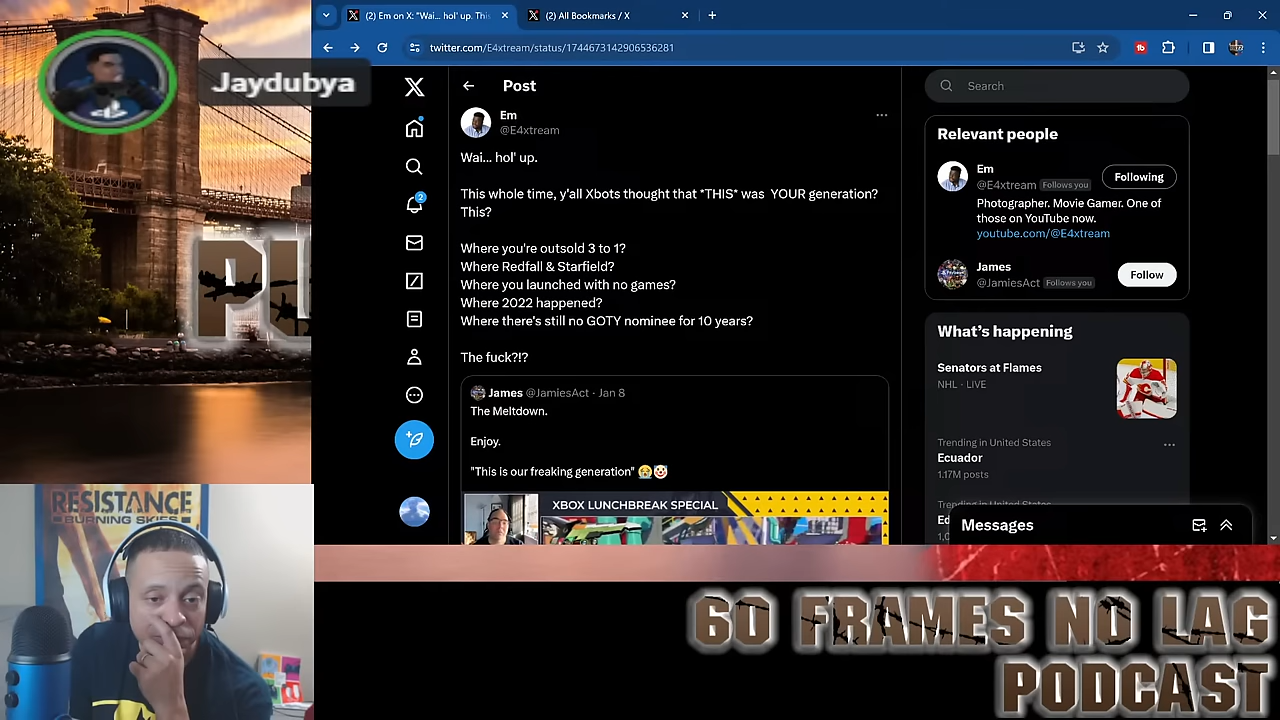 (2) Em on X: "Wai... hol' up. This
(2) All Bookmarks / X
twitter.com/E4xtream/status/1744673142906536281
Jaydubya
Post
Search
Em
@E4xtream
Wai... hol' up.
This whole time, y'all Xbots thought that *THIS* was YOUR generation?
This?
Where you're outsold 3 to 1?
Where Redfall & Starfield?
Where you launched with no games?
Where 2022 happened?
Where there's still no GOTY nominee for 10 years?
The fuck?!?
James @JamiesAct · Jan 8
The Meltdown.
Enjoy.
"This is our freaking generation" 😭🤡
XBOX LUNCHBREAK SPECIAL
2
Relevant people
Em
@E4xtream Follows you
Following
Photographer. Movie Gamer. One of
those on YouTube now.
youtube.com/@E4xtream
James
@JamiesAct Follows you
Follow
What's happening
Senators at Flames
NHL · LIVE
Trending in United States
Ecuador
1.17M posts
Messages
RESISTANCE
BURNING SKIES
60 FRAMES NO LAG
PODCAST